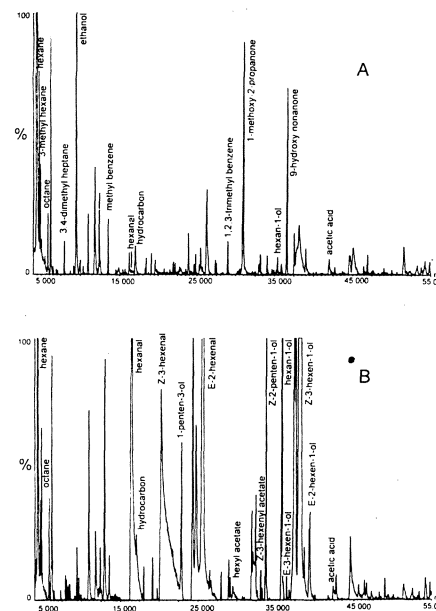 100
%
0
hexane
3-methyl hexane
octane
3 4-dimethyl heptane
ethanol
methyl benzene
hexanal
hydrocarbon
1,2 3-trimethyl benzene
1-methoxy-2 propanone
hexan-1-ol
9-hydroxy nonanone
acetic acid
A
5 000
15 000
25 000
35 000
45 000
55.0
100
%
0
hexane
octane
hexanal
hydrocarbon
Z-3-hexenal
1-penten-3-ol
E-2-hexenal
hexyl acetate
Z-3-hexenyl acetate
Z-2-penten-1-ol
hexan-1-ol
E-3-hexen-1-ol
Z-3-hexen-1-ol
E-2-hexen-1-ol
acetic acid
B
5 000
15 000
25 000
35 000
45 000
55.0